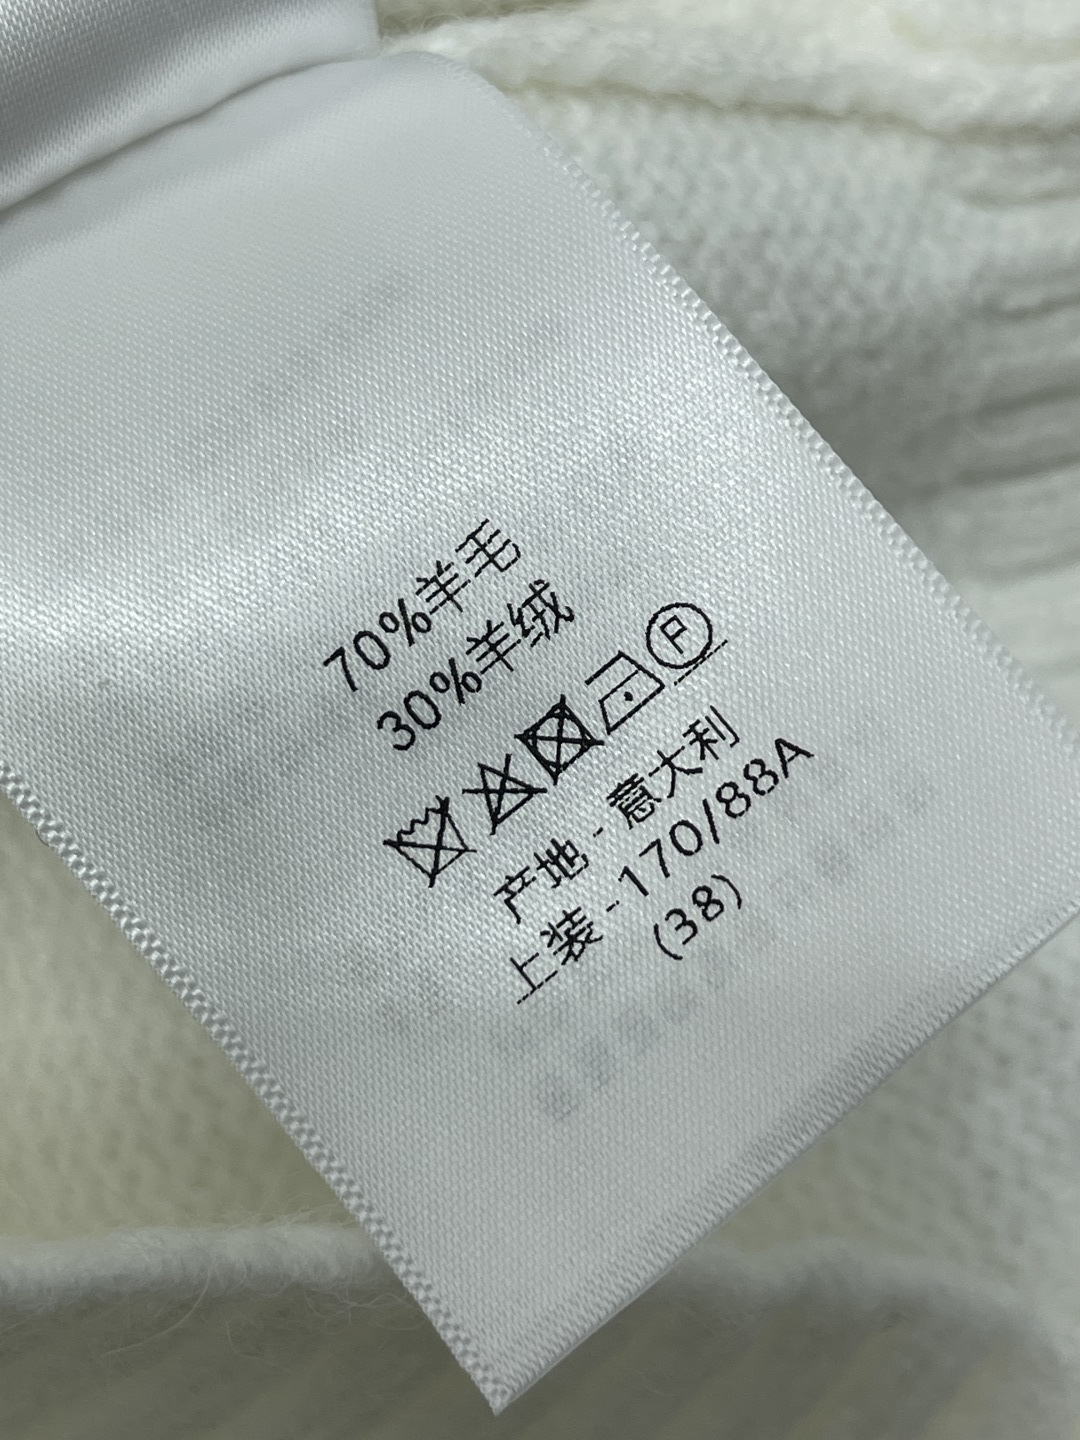 70%羊毛
30%羊绒
P
产地 - 意大利
上装 - 170/88A
(38)